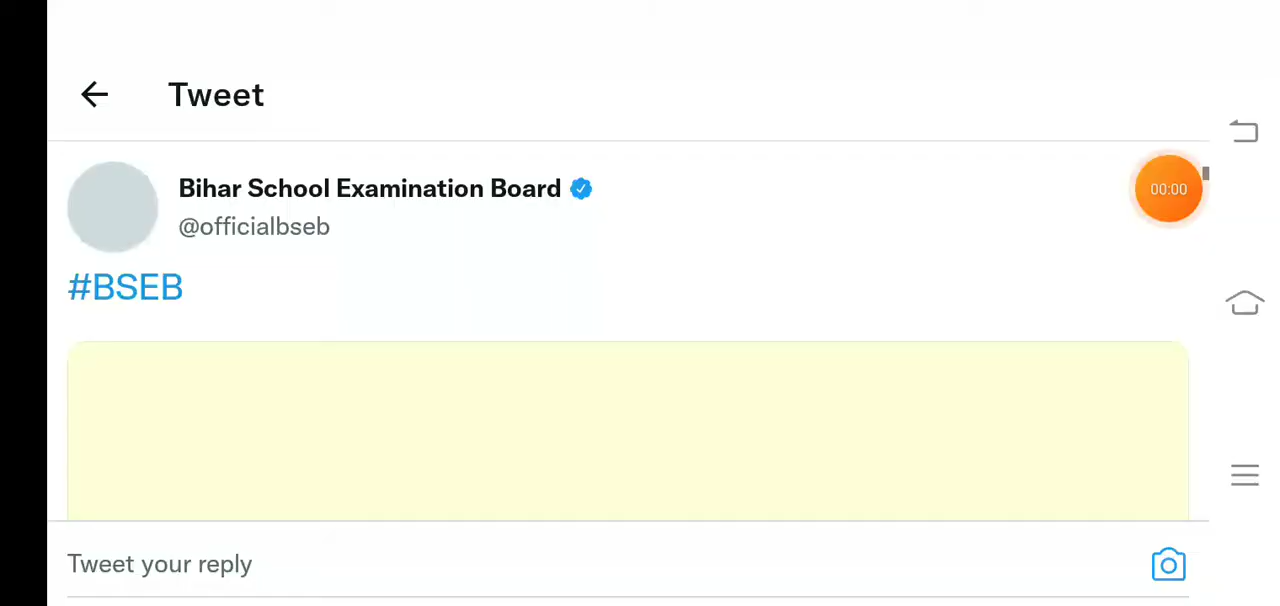 Tweet
Bihar School Examination Board
@officialbseb
00:00
#BSEB
Tweet your reply